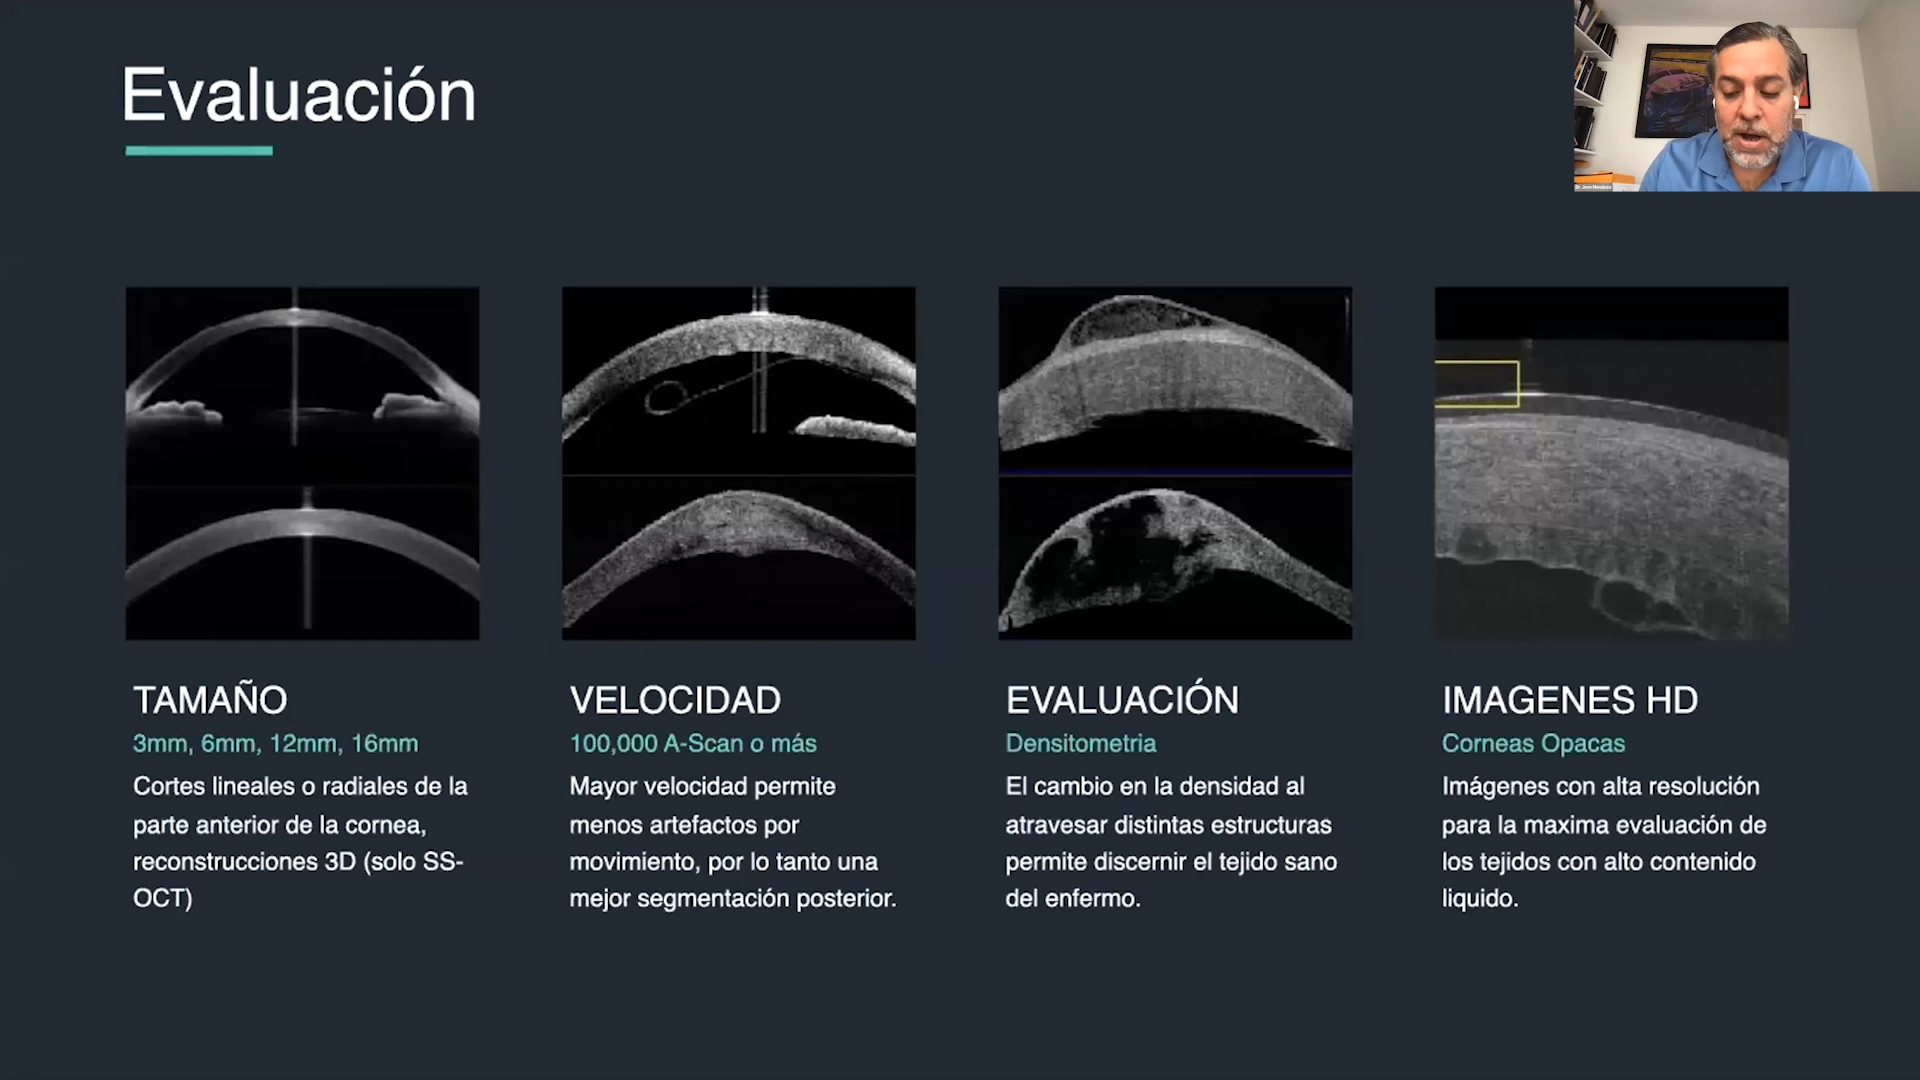 Evaluación
Dr. Jose Mendoza
TAMAÑO
3mm, 6mm, 12mm, 16mm
Cortes lineales o radiales de la
parte anterior de la cornea,
reconstrucciones 3D (solo SS-
OCT)
VELOCIDAD
100,000 A-Scan o más
Mayor velocidad permite
menos artefactos por
movimiento, por lo tanto una
mejor segmentación posterior.
EVALUACIÓN
Densitometria
El cambio en la densidad al
atravesar distintas estructuras
permite discernir el tejido sano
del enfermo.
IMAGENES HD
Corneas Opacas
Imágenes con alta resolución
para la maxima evaluación de
los tejidos con alto contenido
liquido.